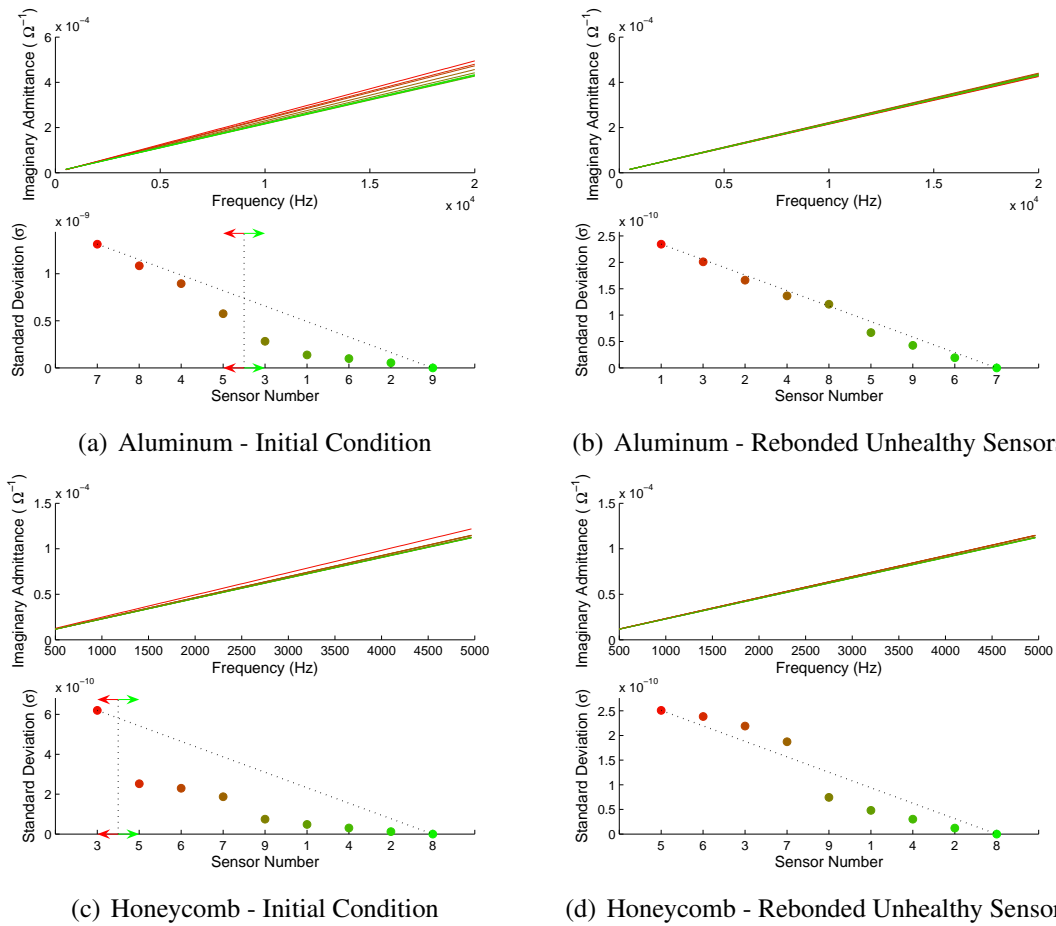 x 10⁻⁴
Imaginary Admittance ( Ω⁻¹)
6
4
2
0
0 0.5 1 1.5 2
Frequency (Hz)
x 10⁴
x 10⁻⁹
Standard Deviation (σ)
1
0.5
0
7 8 4 5 3 1 6 2 9
Sensor Number
(a) Aluminum - Initial Condition
x 10⁻⁴
Imaginary Admittance ( Ω⁻¹)
6
4
2
0
0 0.5 1 1.5 2
Frequency (Hz)
x 10⁴
x 10⁻¹⁰
Standard Deviation (σ)
2.5
2
1.5
1
0.5
0
1 3 2 4 8 5 9 6 7
Sensor Number
(b) Aluminum - Rebonded Unhealthy Sensors
x 10⁻⁴
Imaginary Admittance ( Ω⁻¹)
1.5
1
0.5
0
500 1000 1500 2000 2500 3000 3500 4000 4500 5000
Frequency (Hz)
x 10⁻¹⁰
Standard Deviation (σ)
6
4
2
0
3 5 6 7 9 1 4 2 8
Sensor Number
(c) Honeycomb - Initial Condition
x 10⁻⁴
Imaginary Admittance ( Ω⁻¹)
1.5
1
0.5
0
500 1000 1500 2000 2500 3000 3500 4000 4500 5000
Frequency (Hz)
x 10⁻¹⁰
Standard Deviation (σ)
2.5
2
1.5
1
0.5
0
5 6 3 7 9 1 4 2 8
Sensor Number
(d) Honeycomb - Rebonded Unhealthy Sensor